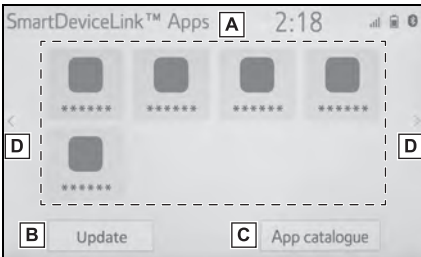 SmartDeviceLink™ Apps A 2:18
****** ****** ****** ******
D D
******
B Update C App catalogue